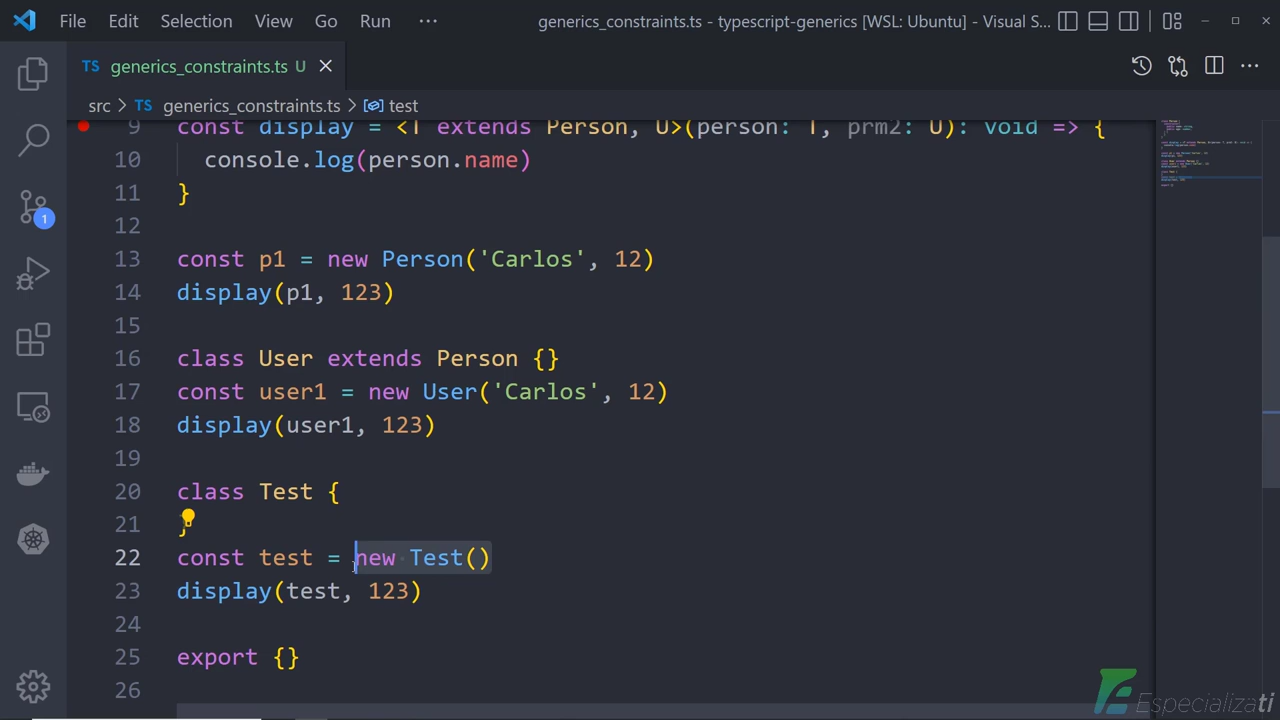 File Edit Selection View Go Run ··· generics_constraints.ts - typescript-generics [WSL: Ubuntu] - Visual S...
TS generics_constraints.ts U
src > TS generics_constraints.ts > test
9 const display = <T extends Person, U>(person: T, prm2: U): void => {
10 console.log(person.name)
11 }
12
13 const p1 = new Person('Carlos', 12)
14 display(p1, 123)
15
16 class User extends Person {}
17 const user1 = new User('Carlos', 12)
18 display(user1, 123)
19
20 class Test {
21 }
22 const test = new Test()
23 display(test, 123)
24
25 export {}
26
1
EspecializaTi